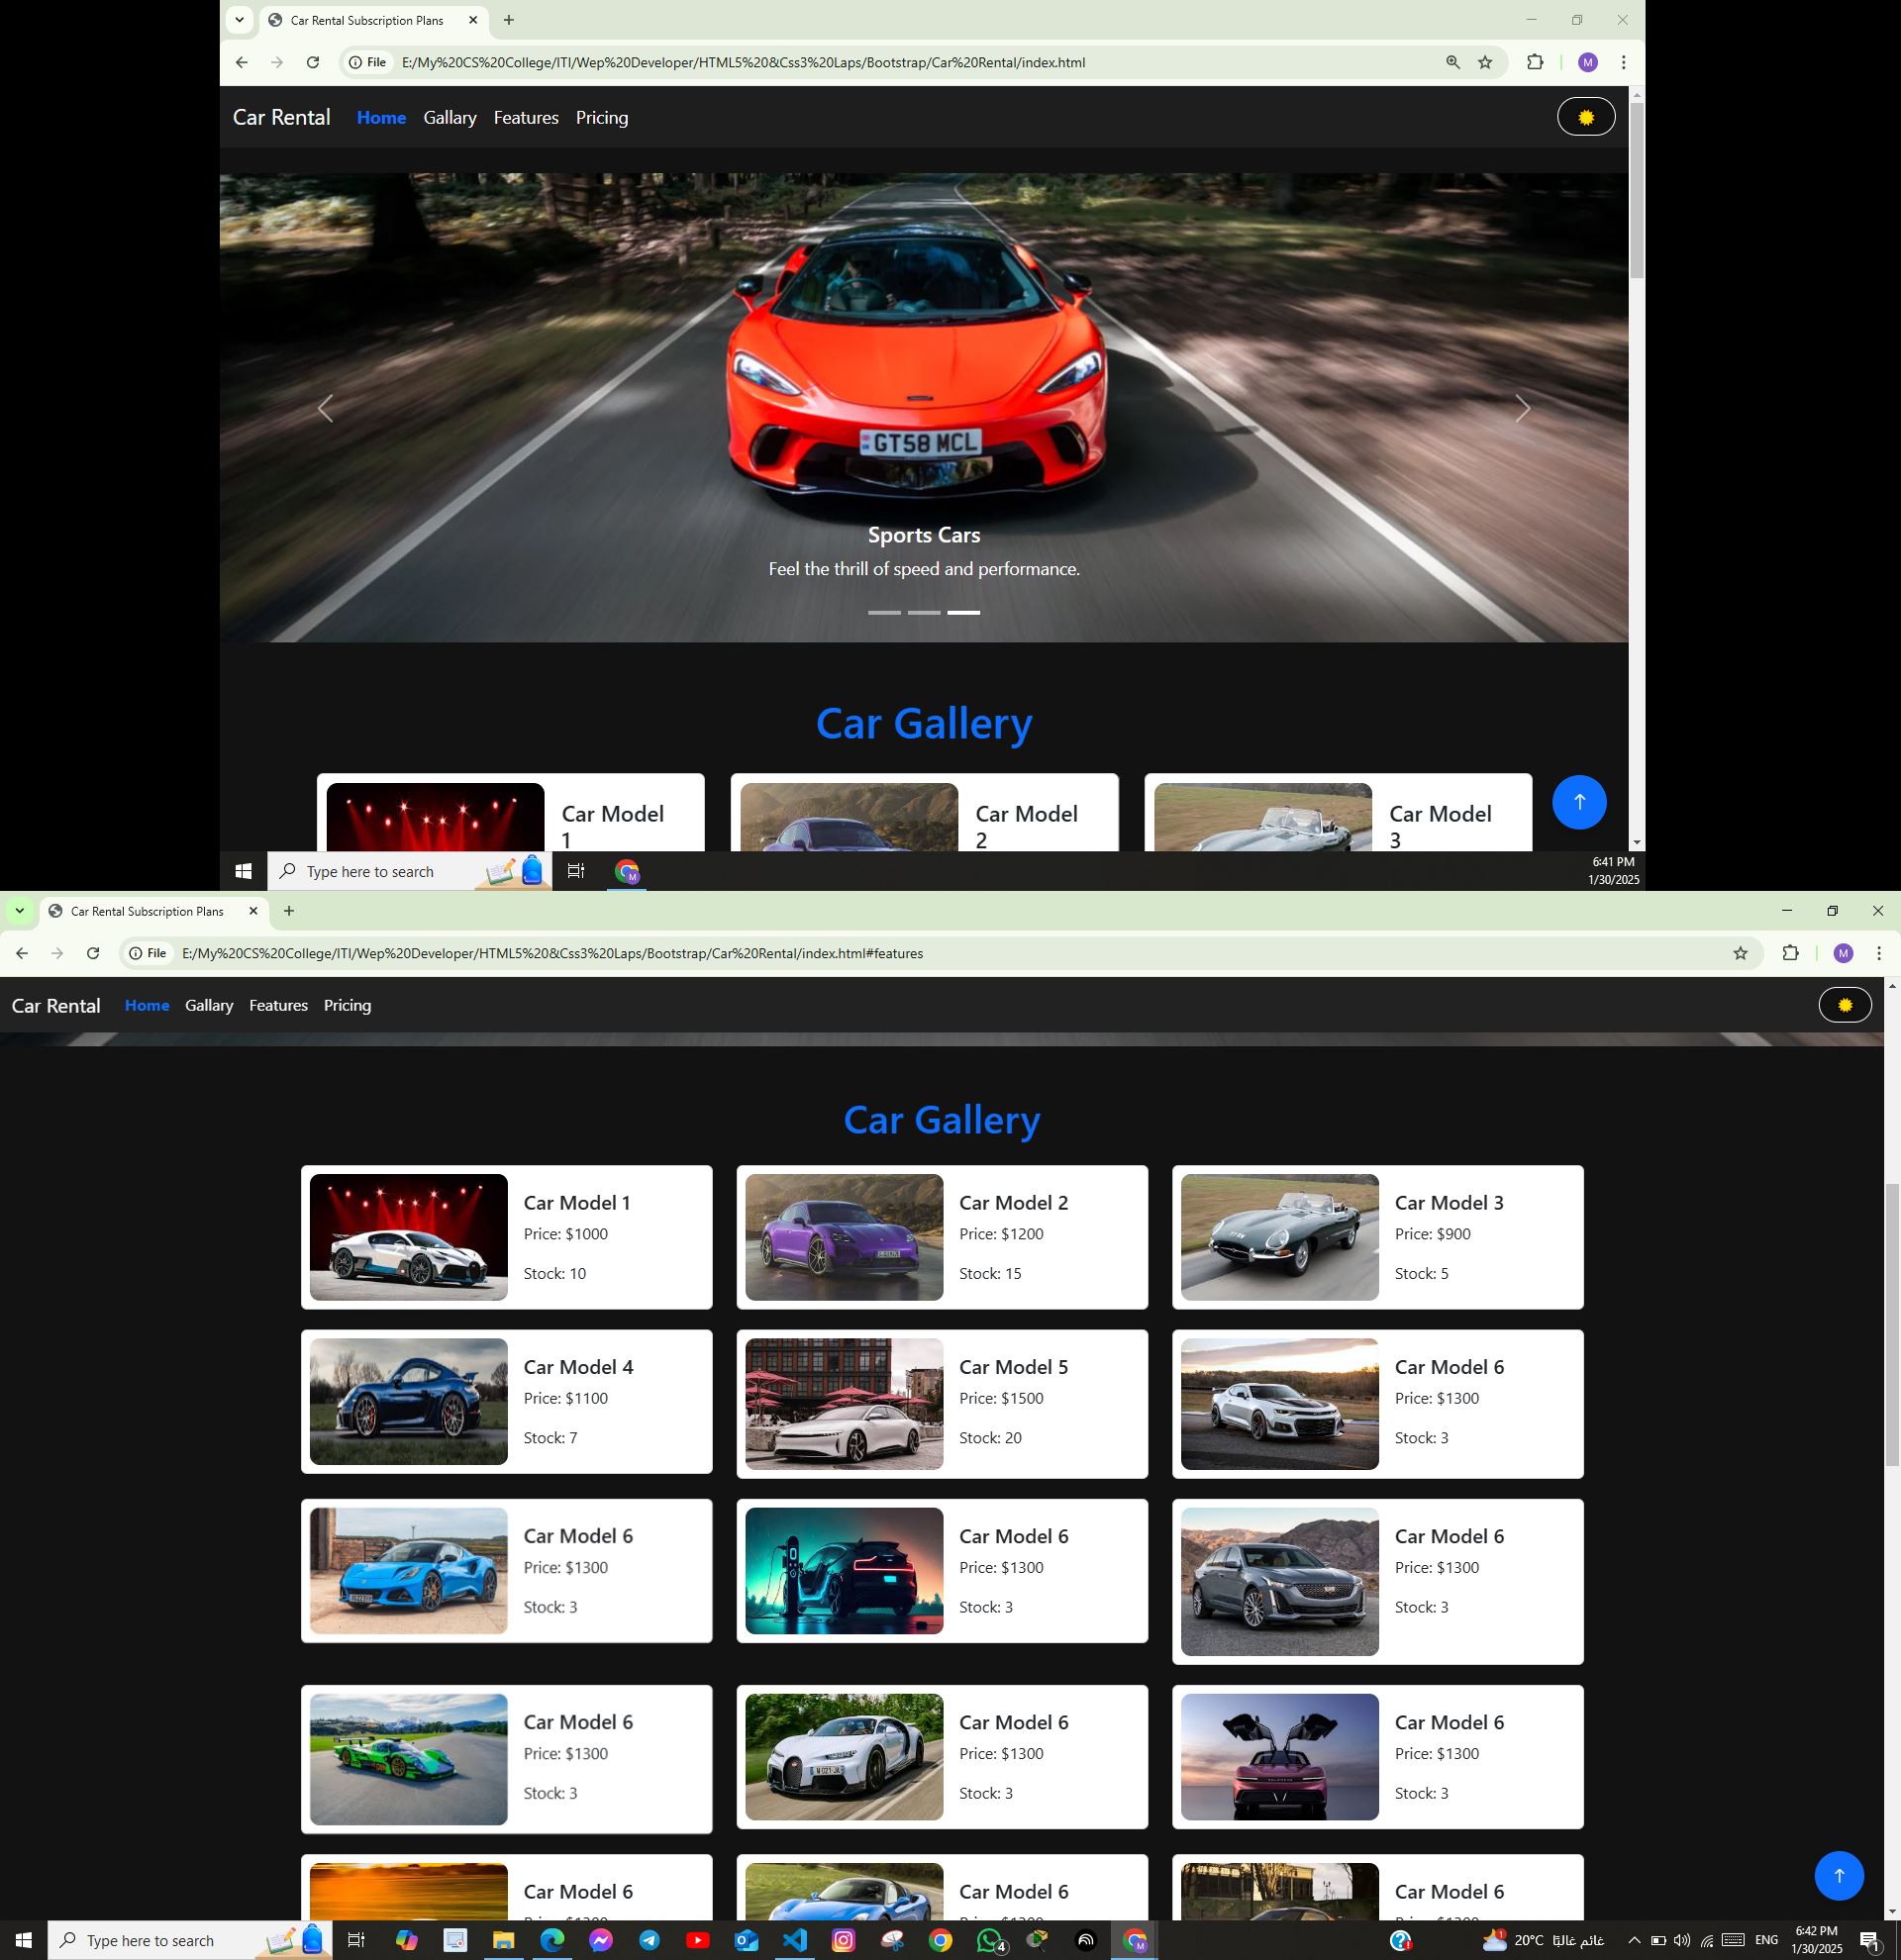 Car Rental Subscription Plans
File E:/My%20CS%20College/ITI/Wep%20Developer/HTML5%20&Css3%20Laps/Bootstrap/Car%20Rental/index.html
M
Car Rental Home Gallary Features Pricing
GT58 MCL
Sports Cars
Feel the thrill of speed and performance.
Car Gallery
Car Model
1
Car Model
2
Car Model
3
Type here to search
M
6:41 PM
1/30/2025
Car Rental Subscription Plans
File E:/My%20CS%20College/ITI/Wep%20Developer/HTML5%20&Css3%20Laps/Bootstrap/Car%20Rental/index.html#features
M
Car Rental Home Gallary Features Pricing
Car Gallery
Car Model 1
Price: $1000
Stock: 10
Car Model 2
Price: $1200
Stock: 15
Car Model 3
Price: $900
Stock: 5
Car Model 4
Price: $1100
Stock: 7
Car Model 5
Price: $1500
Stock: 20
Car Model 6
Price: $1300
Stock: 3
Car Model 6
Price: $1300
Stock: 3
Car Model 6
Price: $1300
Stock: 3
Car Model 6
Price: $1300
Stock: 3
Car Model 6
Price: $1300
Stock: 3
Car Model 6
Price: $1300
Stock: 3
Car Model 6
Price: $1300
Stock: 3
Car Model 6
Car Model 6
Car Model 6
Type here to search
4
M
1
20°C غائم غالبًا
ENG
6:42 PM
1/30/2025
1